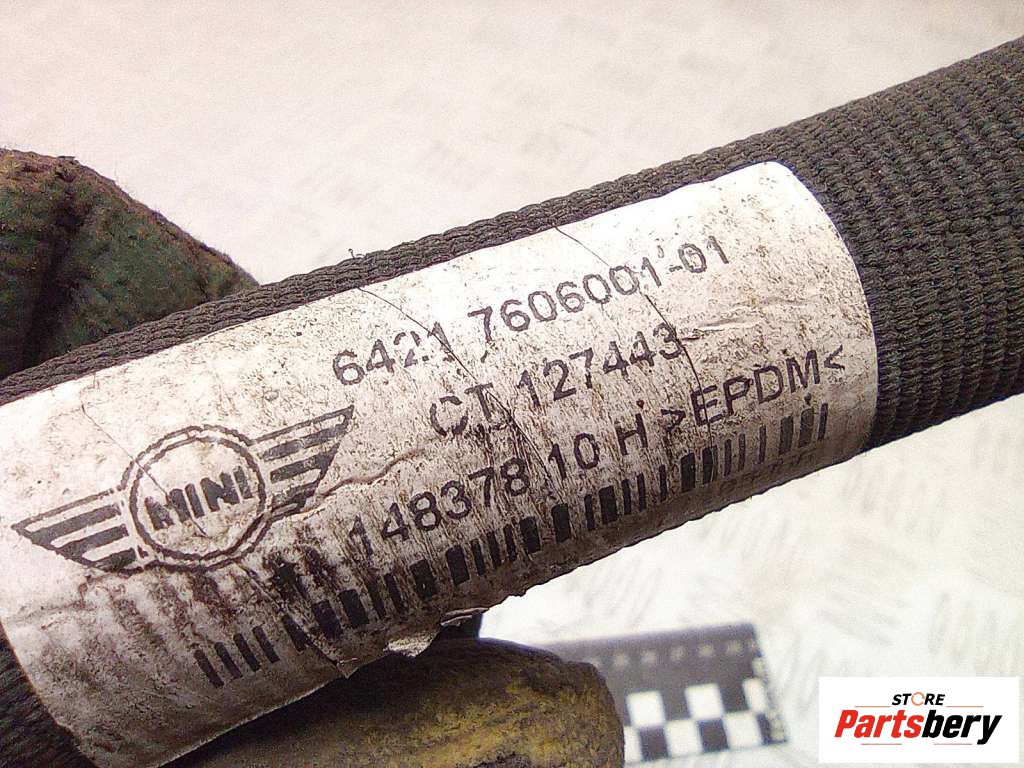 6421 7606001-01
CT 127443
MINI
148378 10 H >EPDM<
STORE
Partsbery